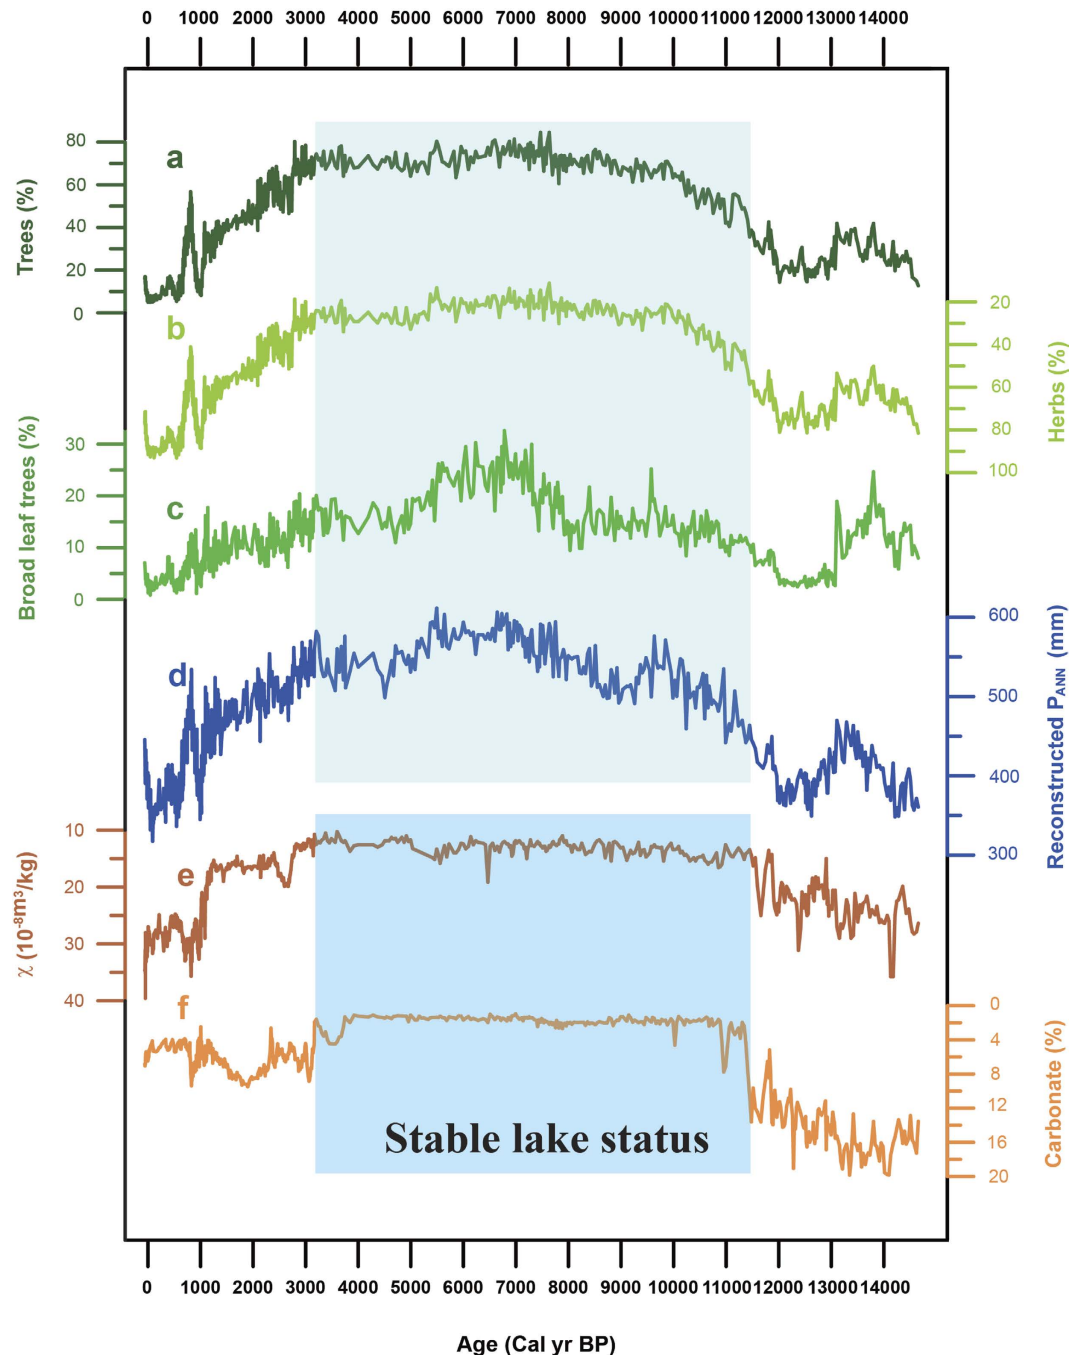 0 1000 2000 3000 4000 5000 6000 7000 8000 9000 10000 11000 12000 13000 14000
a
Trees (%)
80
60
40
20
0
b
20
40
60
80
100
Herbs (%)
Broad leaf trees (%)
30
20
10
0
c
d
600
500
400
300
Reconstructed PANN (mm)
χ (10⁻⁸m³/kg)
10
20
30
40
e
f
0
4
8
12
16
20
Carbonate (%)
Stable lake status
0 1000 2000 3000 4000 5000 6000 7000 8000 9000 10000 11000 12000 13000 14000
Age (Cal yr BP)